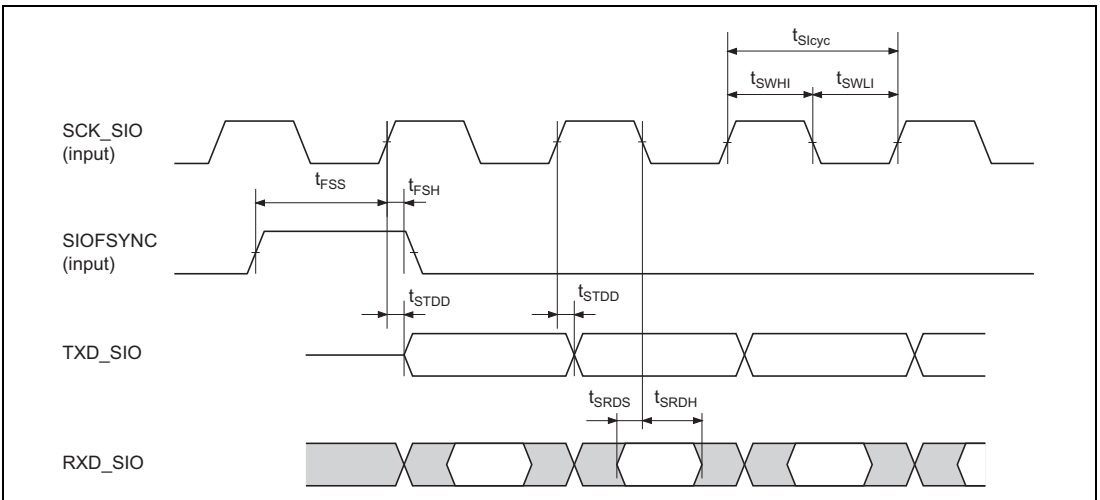 tSIcyc
tSWHI tSWLI
SCK_SIO
(input)
tFSS tFSH
SIOFSYNC
(input)
tSTDD tSTDD
TXD_SIO
tSRDS tSRDH
RXD_SIO